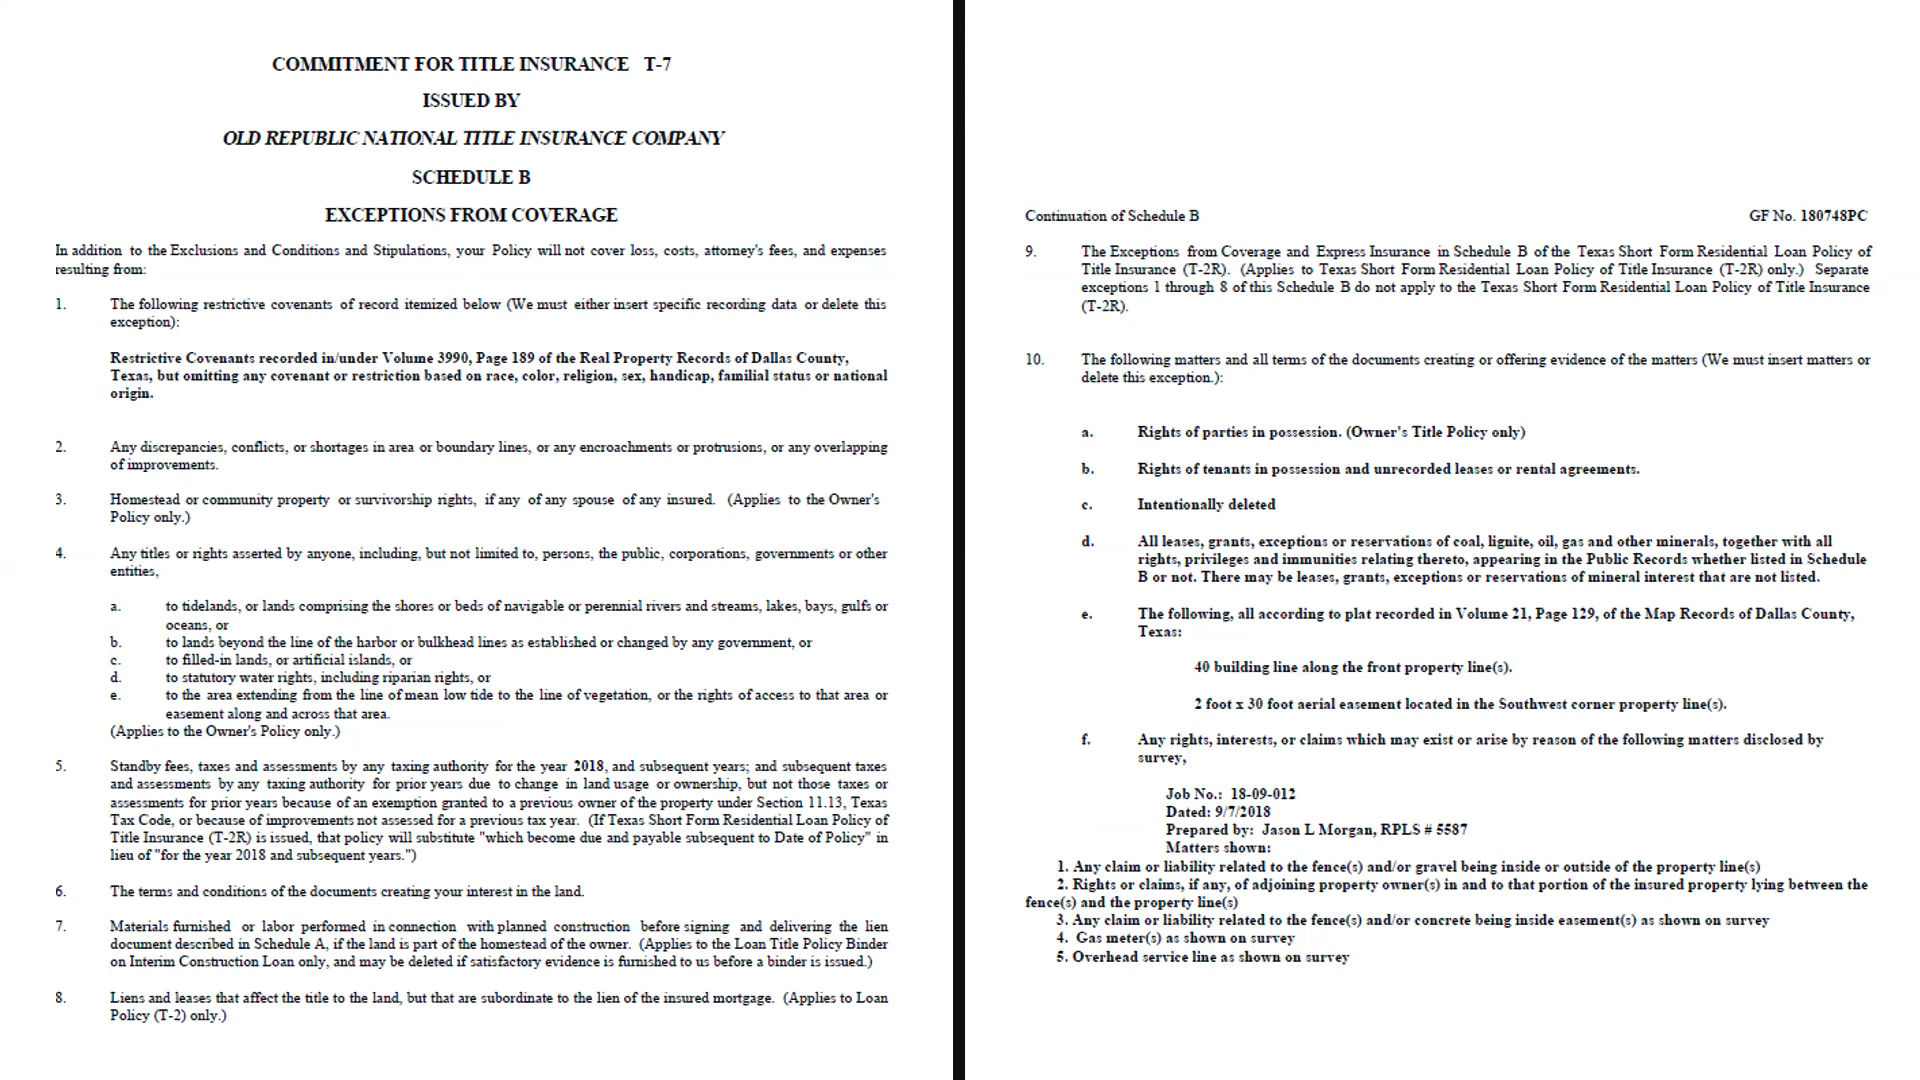 COMMITMENT FOR TITLE INSURANCE T-7
ISSUED BY
OLD REPUBLIC NATIONAL TITLE INSURANCE COMPANY
SCHEDULE B
EXCEPTIONS FROM COVERAGE
In addition to the Exclusions and Conditions and Stipulations, your Policy will not cover loss, costs, attorney's fees, and expenses
resulting from:
1. The following restrictive covenants of record itemized below (We must either insert specific recording data or delete this
exception):
Restrictive Covenants recorded in/under Volume 3990, Page 189 of the Real Property Records of Dallas County,
Texas, but omitting any covenant or restriction based on race, color, religion, sex, handicap, familial status or national
origin.
2. Any discrepancies, conflicts, or shortages in area or boundary lines, or any encroachments or protrusions, or any overlapping
of improvements.
3. Homestead or community property or survivorship rights, if any of any spouse of any insured. (Applies to the Owner's
Policy only.)
4. Any titles or rights asserted by anyone, including, but not limited to, persons, the public, corporations, governments or other
entities,
a. to tidelands, or lands comprising the shores or beds of navigable or perennial rivers and streams, lakes, bays, gulfs or
oceans, or
b. to lands beyond the line of the harbor or bulkhead lines as established or changed by any government, or
c. to filled-in lands, or artificial islands, or
d. to statutory water rights, including riparian rights, or
e. to the area extending from the line of mean low tide to the line of vegetation, or the rights of access to that area or
easement along and across that area.
(Applies to the Owner's Policy only.)
5. Standby fees, taxes and assessments by any taxing authority for the year 2018, and subsequent years; and subsequent taxes
and assessments by any taxing authority for prior years due to change in land usage or ownership, but not those taxes or
assessments for prior years because of an exemption granted to a previous owner of the property under Section 11.13, Texas
Tax Code, or because of improvements not assessed for a previous tax year. (If Texas Short Form Residential Loan Policy of
Title Insurance (T-2R) is issued, that policy will substitute "which become due and payable subsequent to Date of Policy" in
lieu of "for the year 2018 and subsequent years.")
6. The terms and conditions of the documents creating your interest in the land.
7. Materials furnished or labor performed in connection with planned construction before signing and delivering the lien
document described in Schedule A, if the land is part of the homestead of the owner. (Applies to the Loan Title Policy Binder
on Interim Construction Loan only, and may be deleted if satisfactory evidence is furnished to us before a binder is issued.)
8. Liens and leases that affect the title to the land, but that are subordinate to the lien of the insured mortgage. (Applies to Loan
Policy (T-2) only.)
Continuation of Schedule B GF No. 180748PC
9. The Exceptions from Coverage and Express Insurance in Schedule B of the Texas Short Form Residential Loan Policy of
Title Insurance (T-2R). (Applies to Texas Short Form Residential Loan Policy of Title Insurance (T-2R) only.) Separate
exceptions 1 through 8 of this Schedule B do not apply to the Texas Short Form Residential Loan Policy of Title Insurance
(T-2R).
10. The following matters and all terms of the documents creating or offering evidence of the matters (We must insert matters or
delete this exception.):
a. Rights of parties in possession. (Owner's Title Policy only)
b. Rights of tenants in possession and unrecorded leases or rental agreements.
c. Intentionally deleted
d. All leases, grants, exceptions or reservations of coal, lignite, oil, gas and other minerals, together with all
rights, privileges and immunities relating thereto, appearing in the Public Records whether listed in Schedule
B or not. There may be leases, grants, exceptions or reservations of mineral interest that are not listed.
e. The following, all according to plat recorded in Volume 21, Page 129, of the Map Records of Dallas County,
Texas:
40 building line along the front property line(s).
2 foot x 30 foot aerial easement located in the Southwest corner property line(s).
f. Any rights, interests, or claims which may exist or arise by reason of the following matters disclosed by
survey,
Job No.: 18-09-012
Dated: 9/7/2018
Prepared by: Jason L Morgan, RPLS # 5587
Matters shown:
1. Any claim or liability related to the fence(s) and/or gravel being inside or outside of the property line(s)
2. Rights or claims, if any, of adjoining property owner(s) in and to that portion of the insured property lying between the
fence(s) and the property line(s)
3. Any claim or liability related to the fence(s) and/or concrete being inside easement(s) as shown on survey
4. Gas meter(s) as shown on survey
5. Overhead service line as shown on survey